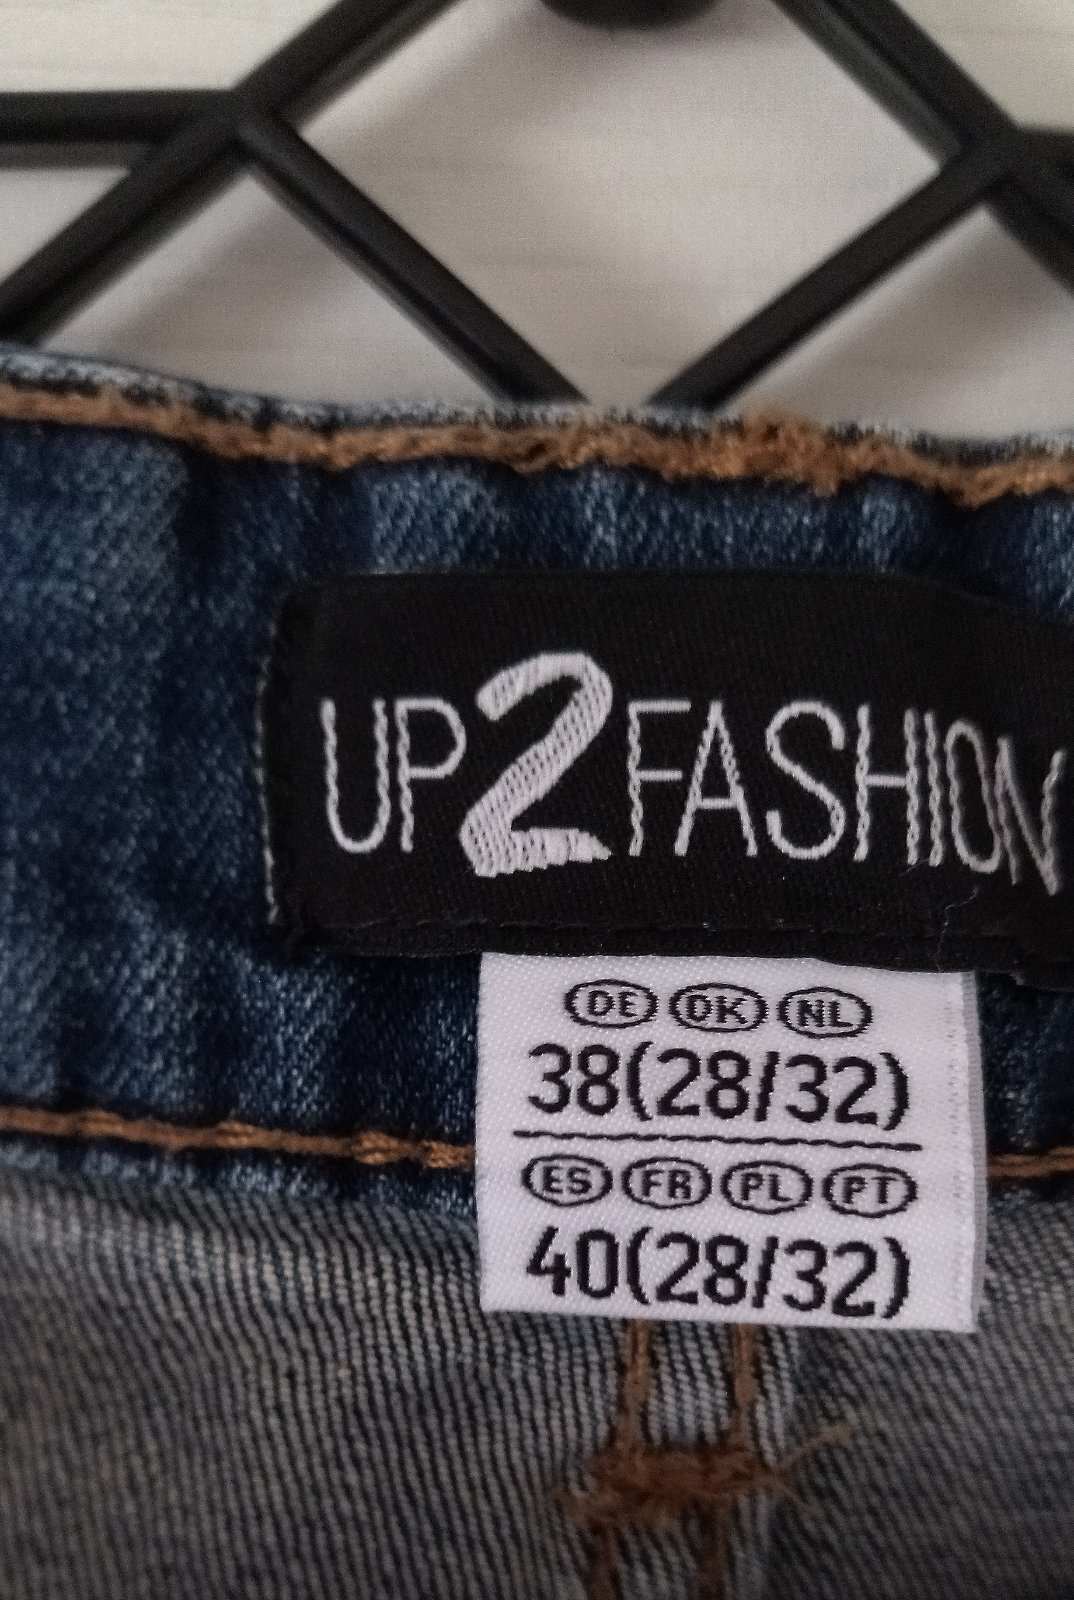 UP2FASHION
DE DK NL
38(28/32)
ES FR PL PT
40(28/32)